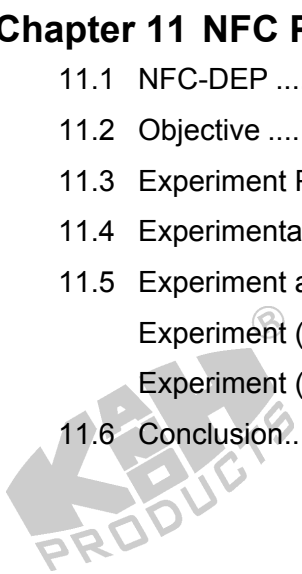 Chapter 11 NFC P
11.1 NFC-DEP ...
11.2 Objective ....
11.3 Experiment
11.4 Experimenta
11.5 Experiment a
Experiment (
Experiment (
11.6 Conclusion..
K AND H
PRODUCTS
®